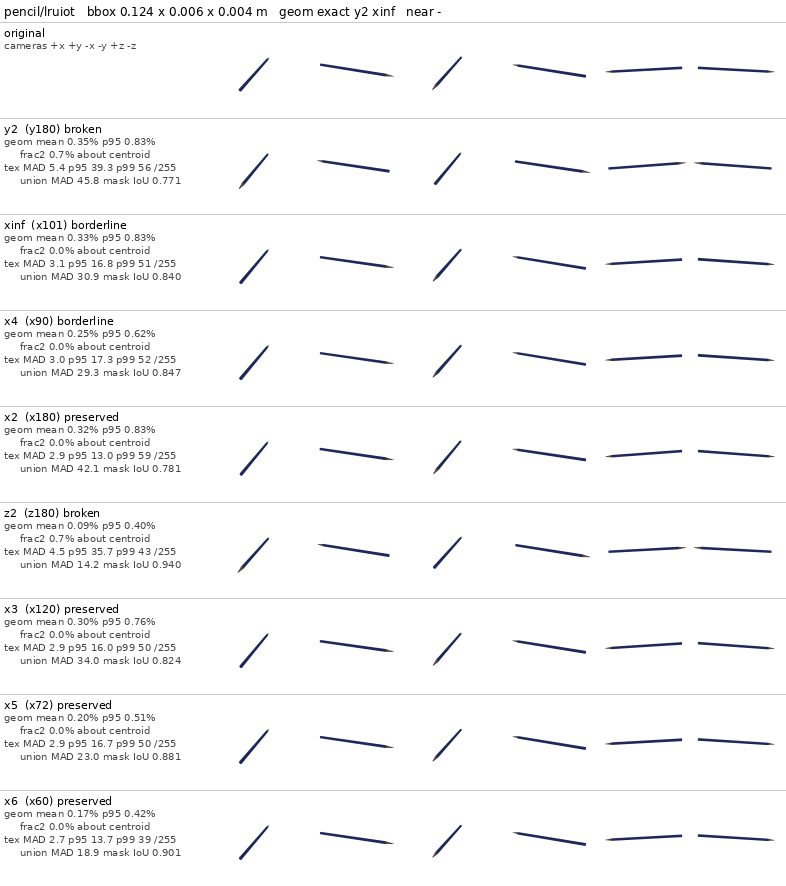 pencil/lruiot bbox 0.124 x 0.006 x 0.004 m geom exact y2 xinf near -
original
cameras +x +y -x -y +z -z
y2 (y180) broken
geom mean 0.35% p95 0.83%
frac2 0.7% about centroid
tex MAD 5.4 p95 39.3 p99 56 /255
union MAD 45.8 mask IoU 0.771
xinf (x101) borderline
geom mean 0.33% p95 0.83%
frac2 0.0% about centroid
tex MAD 3.1 p95 16.8 p99 51 /255
union MAD 30.9 mask IoU 0.840
x4 (x90) borderline
geom mean 0.25% p95 0.62%
frac2 0.0% about centroid
tex MAD 3.0 p95 17.3 p99 52 /255
union MAD 29.3 mask IoU 0.847
x2 (x180) preserved
geom mean 0.32% p95 0.83%
frac2 0.0% about centroid
tex MAD 2.9 p95 13.0 p99 59 /255
union MAD 42.1 mask IoU 0.781
z2 (z180) broken
geom mean 0.09% p95 0.40%
frac2 0.7% about centroid
tex MAD 4.5 p95 35.7 p99 43 /255
union MAD 14.2 mask IoU 0.940
x3 (x120) preserved
geom mean 0.30% p95 0.76%
frac2 0.0% about centroid
tex MAD 2.9 p95 16.0 p99 50 /255
union MAD 34.0 mask IoU 0.824
x5 (x72) preserved
geom mean 0.20% p95 0.51%
frac2 0.0% about centroid
tex MAD 2.9 p95 16.7 p99 50 /255
union MAD 23.0 mask IoU 0.881
x6 (x60) preserved
geom mean 0.17% p95 0.42%
frac2 0.0% about centroid
tex MAD 2.7 p95 13.7 p99 39 /255
union MAD 18.9 mask IoU 0.901